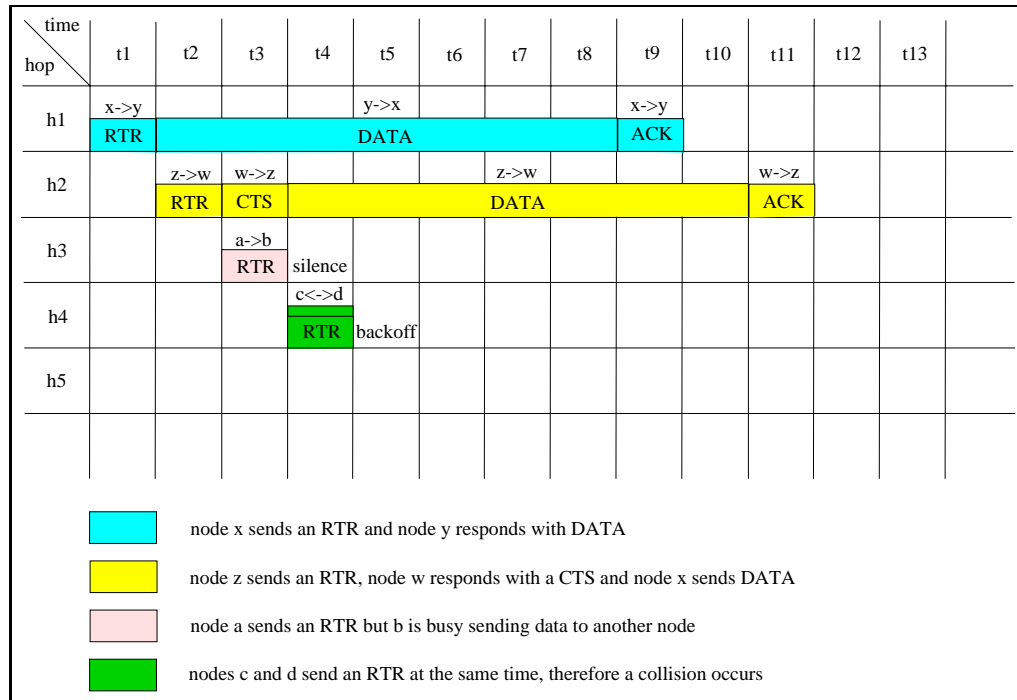 time
hop
t1 t2 t3 t4 t5 t6 t7 t8 t9 t10 t11 t12 t13
x->y y->x x->y
h1
RTR DATA ACK
z->w w->z z->w w->z
h2
RTR CTS DATA ACK
a->b
h3
RTR silence
c<->d
h4
RTR backoff
h5
node x sends an RTR and node y responds with DATA
node z sends an RTR, node w responds with a CTS and node x sends DATA
node a sends an RTR but b is busy sending data to another node
nodes c and d send an RTR at the same time, therefore a collision occurs